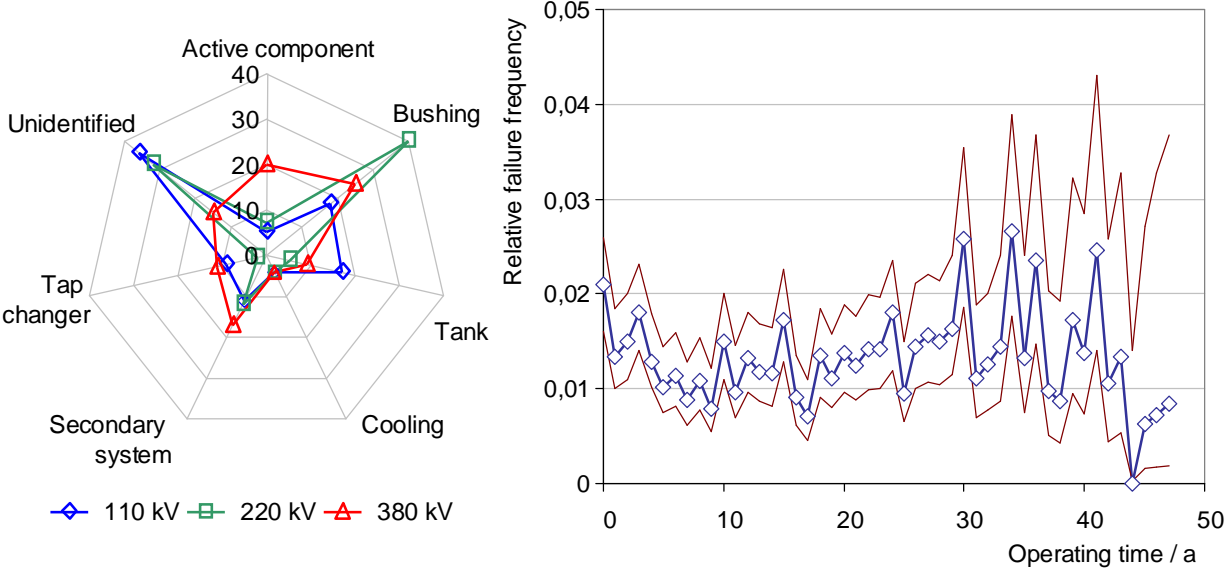 Active component
40
30
20
10
0
Bushing
Unidentified
Tap
changer
Tank
Secondary
system
Cooling
110 kV 220 kV 380 kV
Relative failure frequency
0,05
0,04
0,03
0,02
0,01
0
0 10 20 30 40 50
Operating time / a